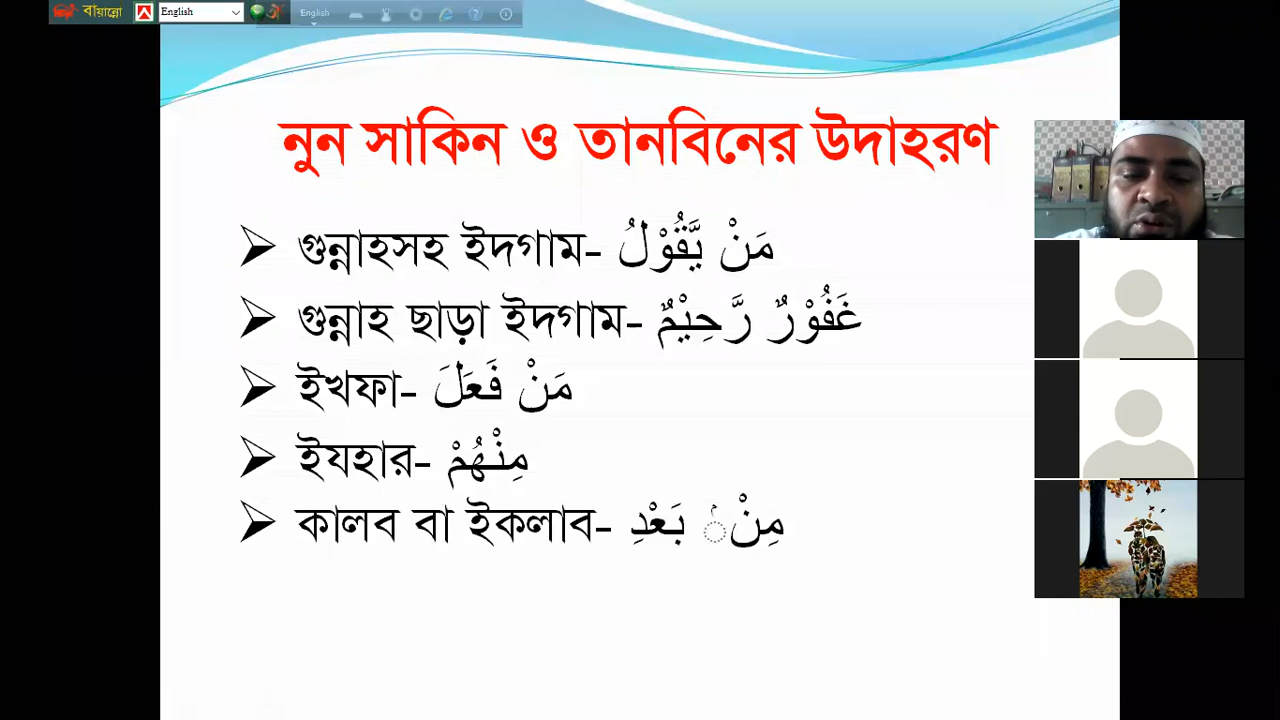 বায়ান্নো English English
নুন সাকিন ও তানবিনের উদাহরণ
➢ গুন্নাহসহ ইদগাম- مَنْ يَّقُوْلُ
➢ গুন্নাহ ছাড়া ইদগাম- غَفُوْرٌ رَّحِيْمٌ
➢ ইখফা- مَنْ فَعَلَ
➢ ইযহার- مِنْهُمْ
➢ কালব বা ইকলাব- مِنْۢ بَعْدِ